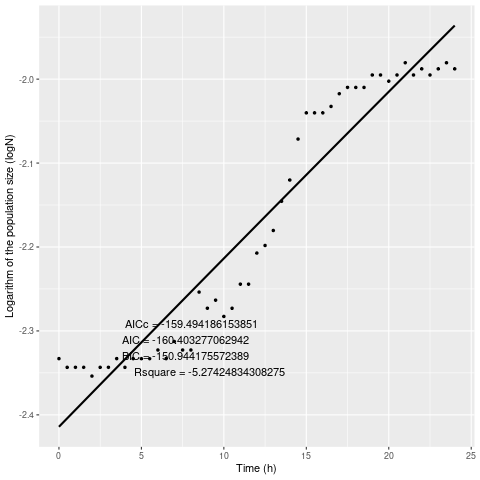 -2.0
-2.1
-2.2
-2.3
-2.4
Logarithm of the population size (logN)
AICc = -159.494186153851
AIC = -160.403277062942
BIC = -150.944175572389
Rsquare = -5.27424834308275
0 5 10 15 20 25
Time (h)